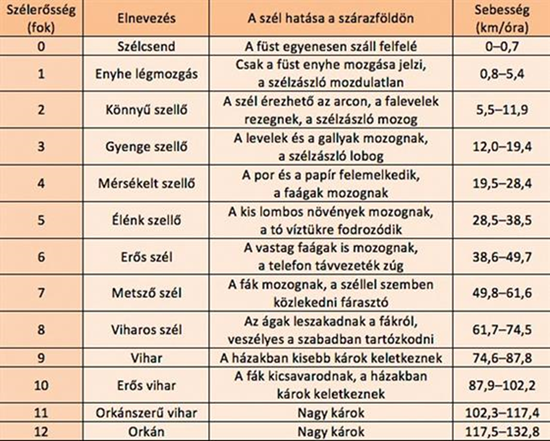 Szélerősség (fok) Elnevezés A szél hatása a szárazföldön Sebesség (km/óra)
0 Szélcsend A füst egyenesen száll felfelé 0–0,7
1 Enyhe légmozgás Csak a füst enyhe mozgása jelzi, a szélzászló mozdulatlan 0,8–5,4
2 Könnyű szellő A szél érezhető az arcon, a falevelek rezegnek, a szélzászló mozog 5,5–11,9
3 Gyenge szellő A levelek és a gallyak mozognak, a szélzászló lobog 12,0–19,4
4 Mérsékelt szellő A por és a papír felemelkedik, a faágak mozognak 19,5–28,4
5 Élénk szellő A kis lombos növények mozognak, a tó víztükre fodrozódik 28,5–38,5
6 Erős szél A vastag faágak is mozognak, a telefon távvezeték zúg 38,6–49,7
7 Metsző szél A fák mozognak, a széllel szemben közlekedni fárasztó 49,8–61,6
8 Viharos szél Az ágak leszakadnak a fákról, veszélyes a szabadban tartózkodni 61,7–74,5
9 Vihar A házakban kisebb károk keletkeznek 74,6–87,8
10 Erős vihar A fák kicsavarodnak, a házakban károk keletkeznek 87,9–102,2
11 Orkánszerű vihar Nagy károk 102,3–117,4
12 Orkán Nagy károk 117,5–132,8